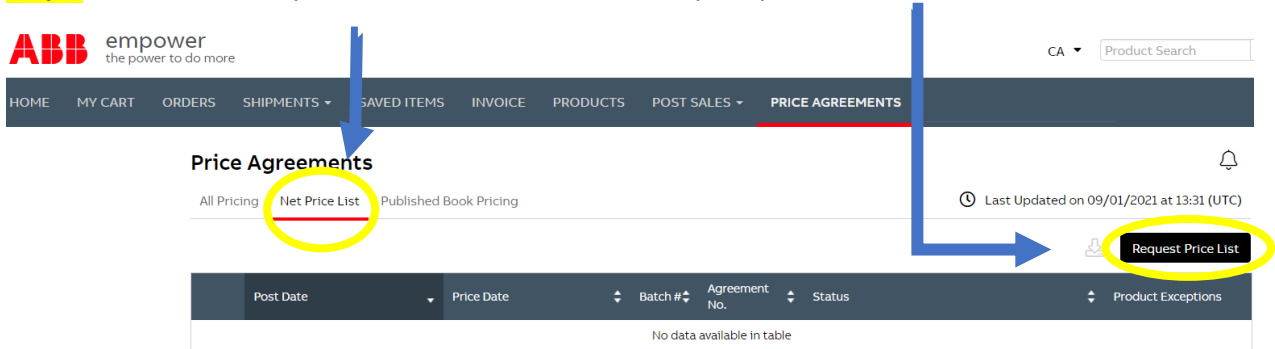 ABB empower
the power to do more
CA Product Search
HOME MY CART ORDERS SHIPMENTS SAVED ITEMS INVOICE PRODUCTS POST SALES PRICE AGREEMENTS
Price Agreements
All Pricing Net Price List Published Book Pricing
Last Updated on 09/01/2021 at 13:31 (UTC)
Request Price List
Post Date Price Date Batch # Agreement No. Status Product Exceptions
No data available in table